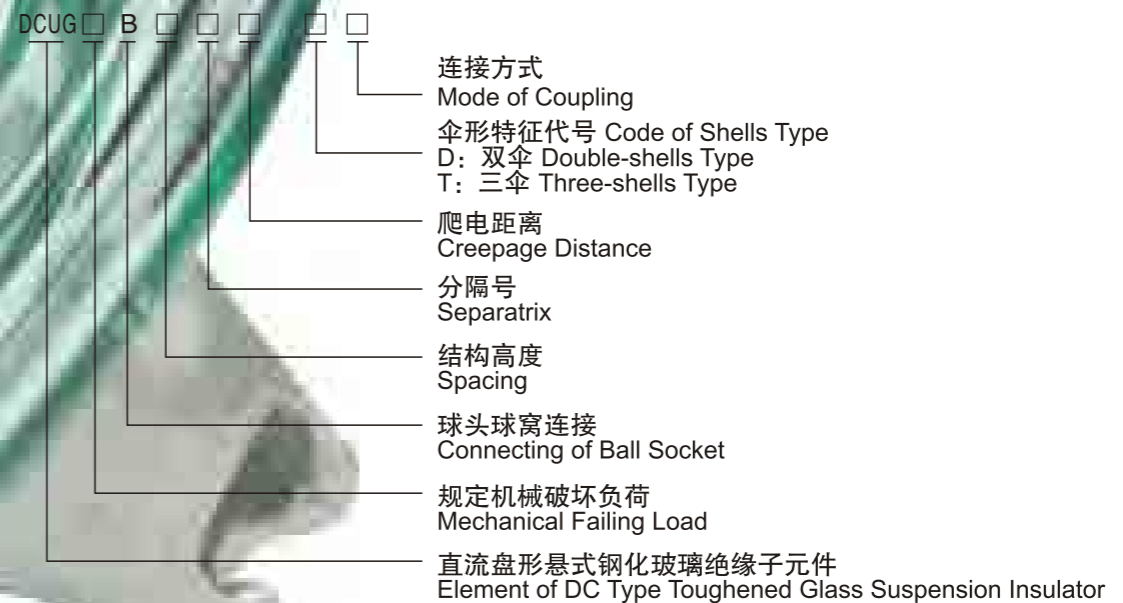 DCUG□ B □ □ □ □ □
连接方式
Mode of Coupling
伞形特征代号 Code of Shells Type
D：双伞 Double-shells Type
T：三伞 Three-shells Type
爬电距离
Creepage Distance
分隔号
Separatrix
结构高度
Spacing
球头球窝连接
Connecting of Ball Socket
规定机械破坏负荷
Mechanical Failing Load
直流盘形悬式钢化玻璃绝缘子元件
Element of DC Type Toughened Glass Suspension Insulator